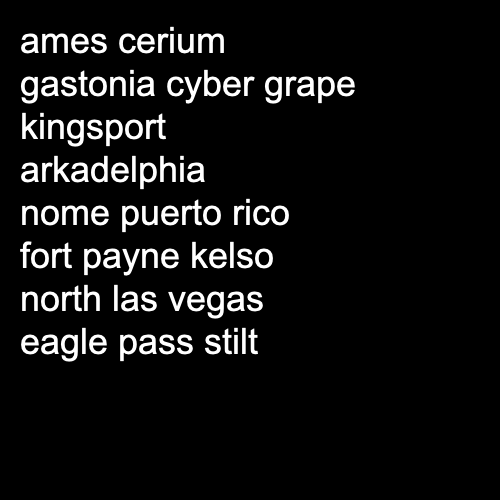 ames cerium
gastonia cyber grape
kingsport
arkadelphia
nome puerto rico
fort payne kelso
north las vegas
eagle pass stilt